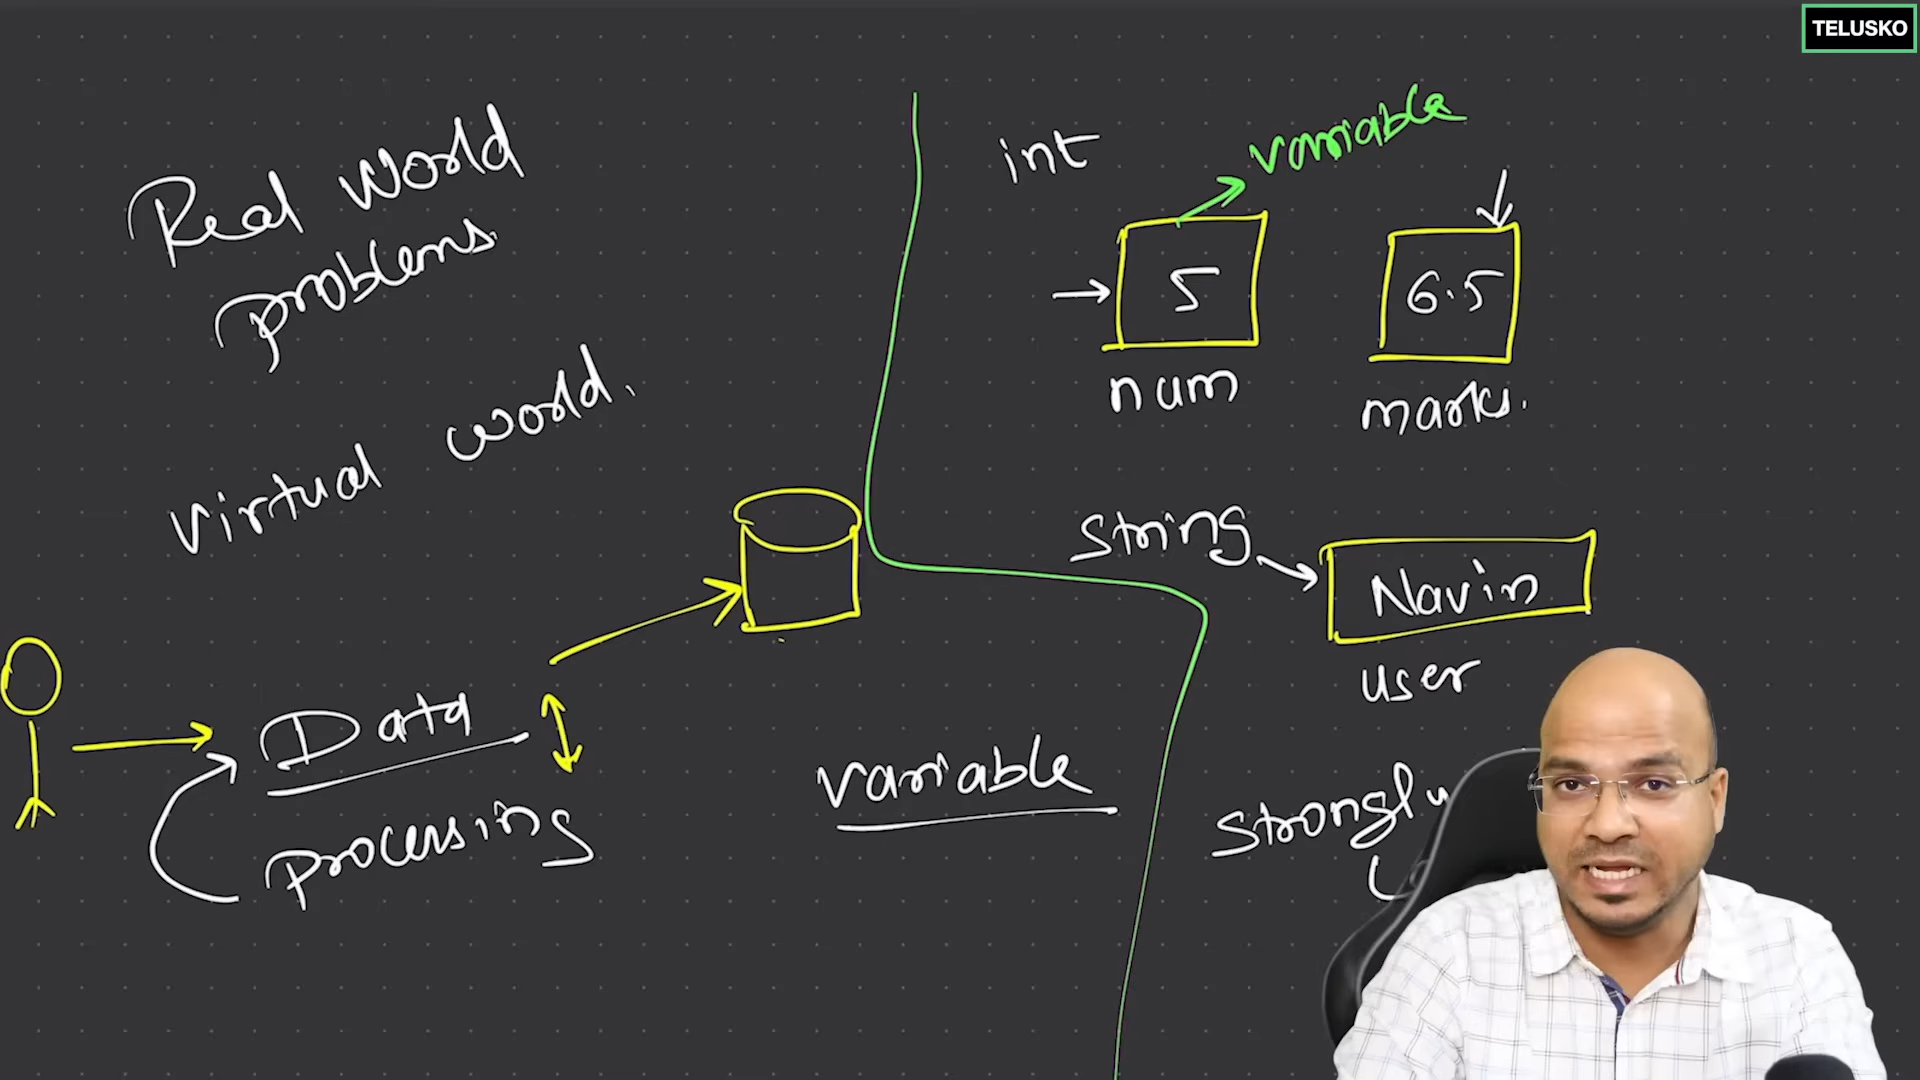 TELUSKO
Real World
problems.
Virtual world.
Data
processing
variable
int
variable
5
6.5
num
marks.
String
Navin
user
Strongly